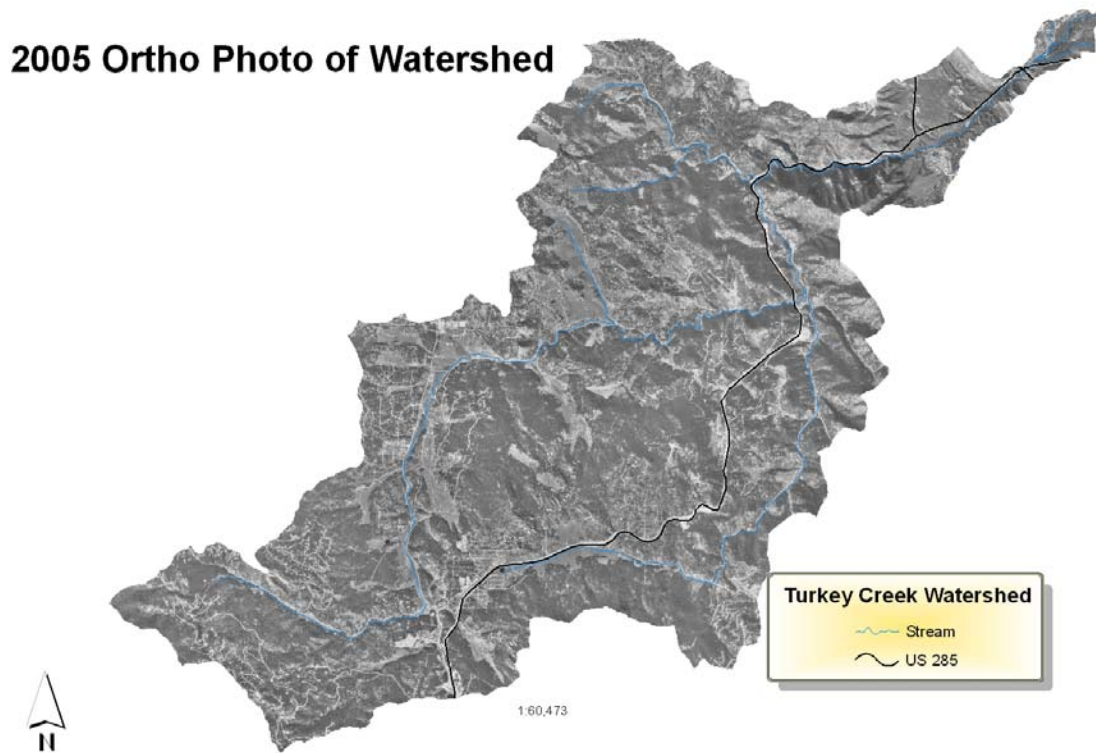 2005 Ortho Photo of Watershed
Turkey Creek Watershed
Stream
US 285
1:60,473
N